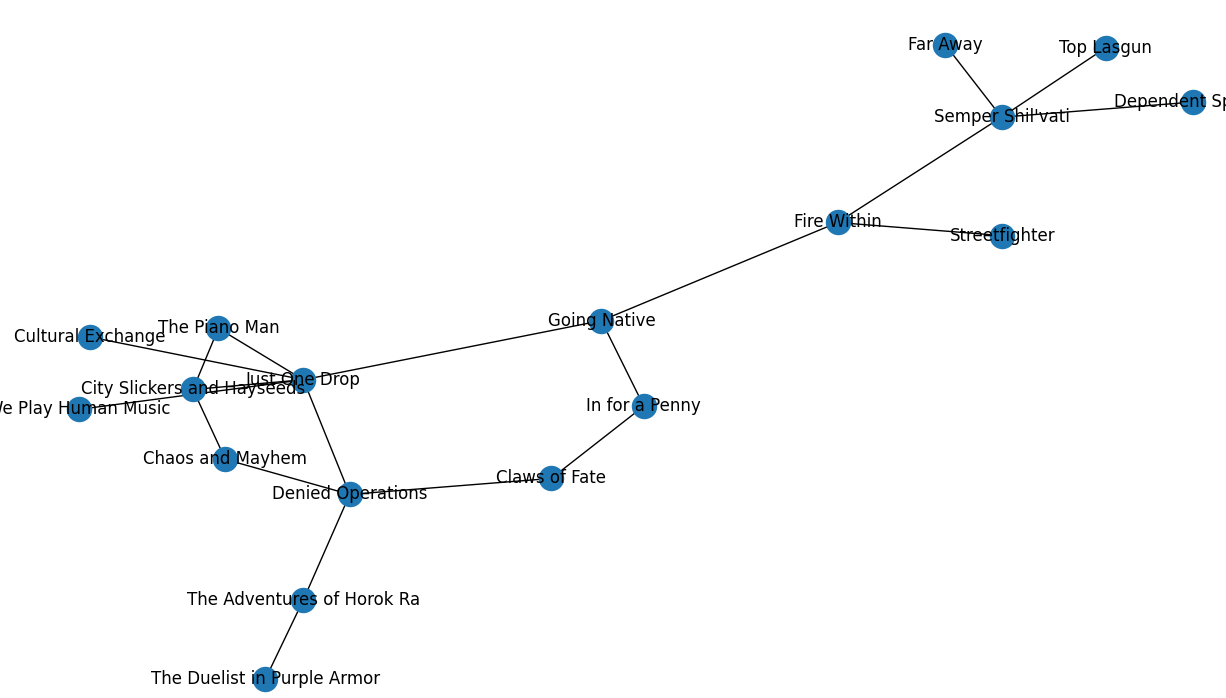 Far Away
Top Lasgun
Dependent Sp
Semper Shil'vati
Fire Within
Streetfighter
Going Native
The Piano Man
Cultural Exchange
Just One Drop
City Slickers and Hayseeds
In for a Penny
We Play Human Music
Chaos and Mayhem
Claws of Fate
Denied Operations
The Adventures of Horok Ra
The Duelist in Purple Armor